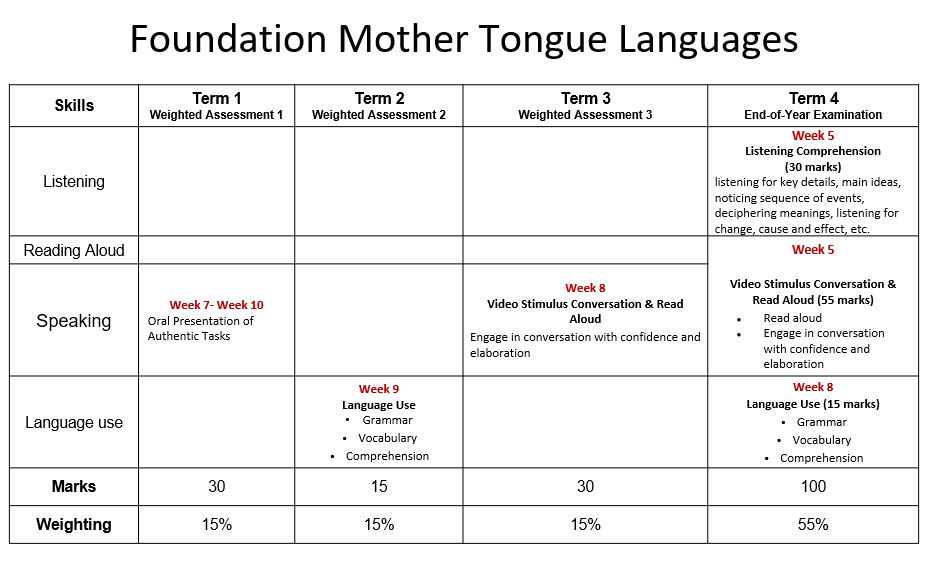 Foundation Mother Tongue Languages
Skills
Term 1
Weighted Assessment 1
Term 2
Weighted Assessment 2
Term 3
Weighted Assessment 3
Term 4
End-of-Year Examination
Listening
Week 5
Listening Comprehension
(30 marks)
listening for key details, main ideas,
noticing sequence of events,
deciphering meanings, listening for
change, cause and effect, etc.
Reading Aloud
Week 5
Video Stimulus Conversation &
Read Aloud (55 marks)
• Read aloud
• Engage in conversation
with confidence and
elaboration
Speaking
Week 7- Week 10
Oral Presentation of
Authentic Tasks
Week 8
Video Stimulus Conversation & Read
Aloud
Engage in conversation with confidence and
elaboration
Language use
Week 9
Language Use
• Grammar
• Vocabulary
• Comprehension
Week 8
Language Use (15 marks)
• Grammar
• Vocabulary
• Comprehension
Marks
30
15
30
100
Weighting
15%
15%
15%
55%